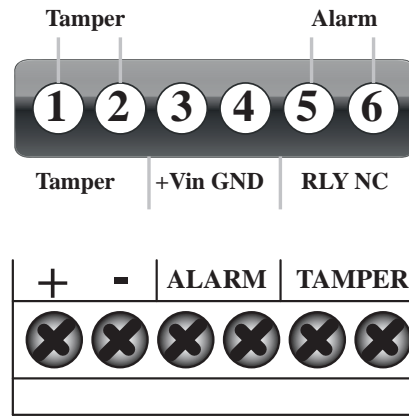 Tamper Alarm
1 2 3 4 5 6
Tamper +Vin GND RLY NC
+ - ALARM TAMPER